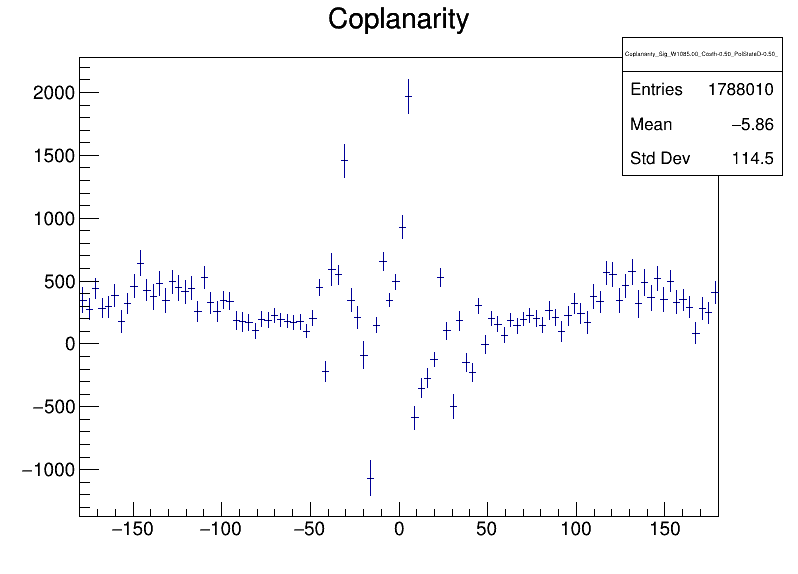 Coplanarity
Coplanarity_Sig_W1085.00_Costh-0.50_PolStateD-0.50_
Entries 1788010
Mean −5.86
Std Dev 114.5
2000
1500
1000
500
0
−500
−1000
−150 −100 −50 0 50 100 150